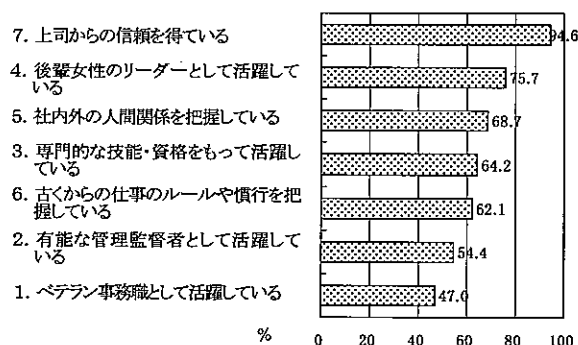 7. 上司からの信頼を得ている
94.6
4. 後輩女性のリーダーとして活躍して
いる
75.7
5. 社内外の人間関係を把握している
68.7
3. 専門的な技能・資格をもって活躍し
ている
64.2
6. 古くからの仕事のルールや慣行を把
握している
62.1
2. 有能な管理監督者として活躍して
いる
54.4
1. ベテラン事務職として活躍している
47.0
% 0 20 40 60 80 100